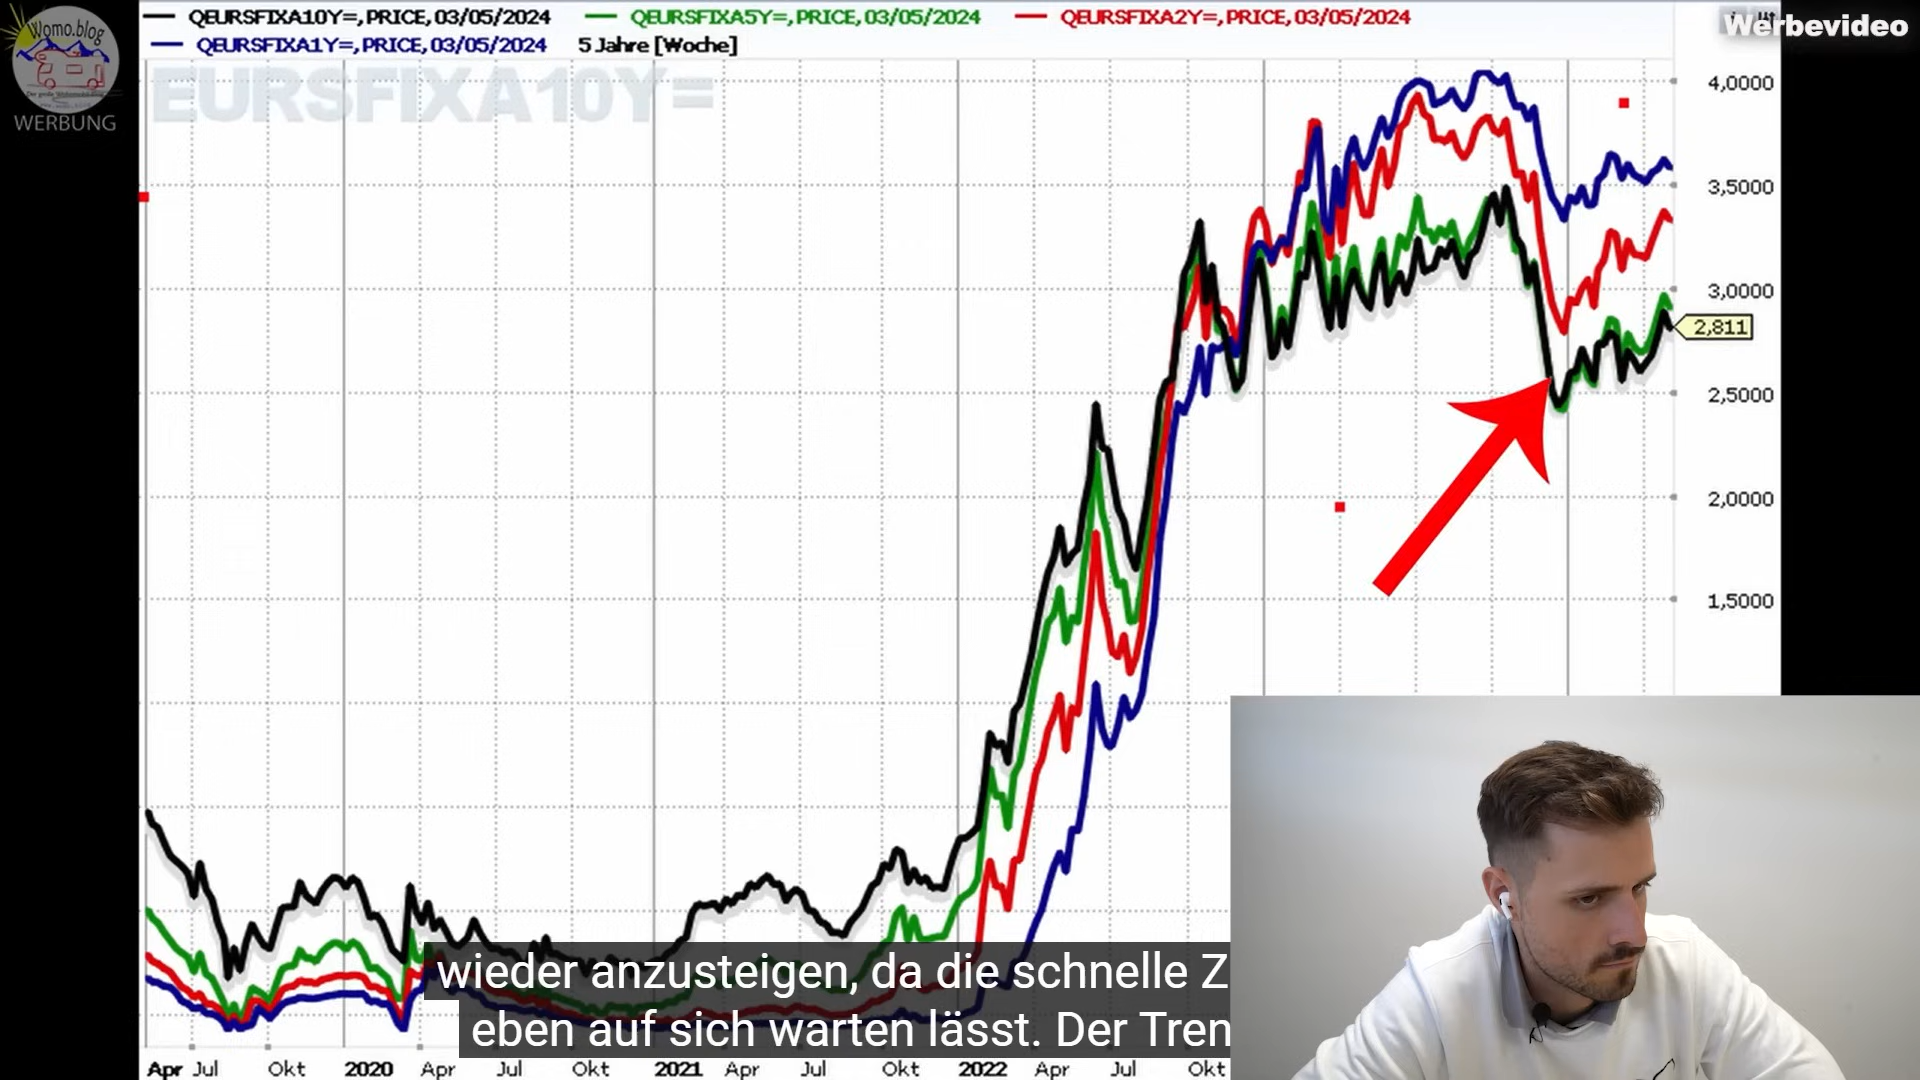 QEURSFIXA10Y=,PRICE,03/05/2024
QEURSFIXA5Y=,PRICE,03/05/2024
QEURSFIXA2Y=,PRICE,03/05/2024
QEURSFIXA1Y=,PRICE,03/05/2024
5 Jahre [Woche]
Werbevideo
Womo.blog
WERBUNG
EURSFIXA10Y=
4,0000
3,5000
3,0000
2,811
2,5000
2,0000
1,5000
wieder anzusteigen, da die schnelle Z
eben auf sich warten lässt. Der Tren
Apr Jul Okt 2020 Apr Jul Okt 2021 Apr Jul Okt 2022 Apr Jul Okt